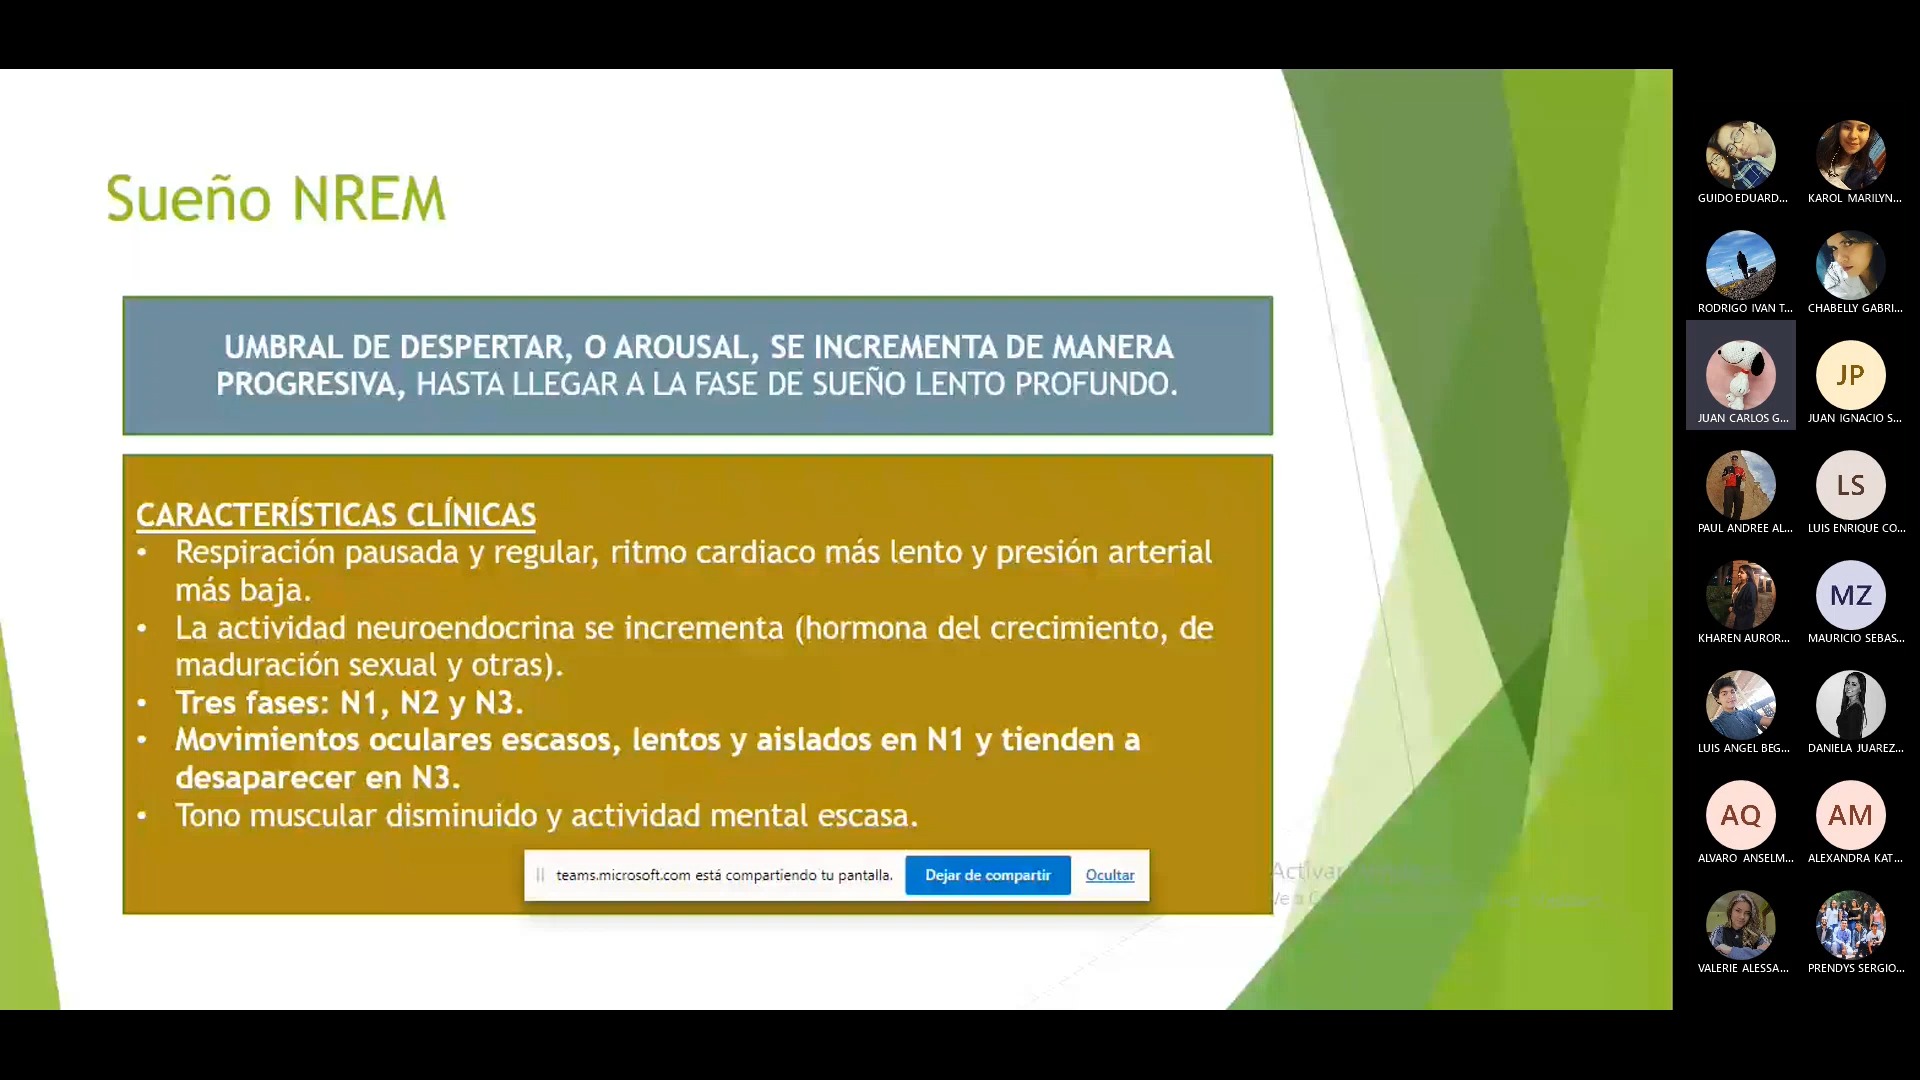 Sueño NREM
UMBRAL DE DESPERTAR, O AROUSAL, SE INCREMENTA DE MANERA
PROGRESIVA, HASTA LLEGAR A LA FASE DE SUEÑO LENTO PROFUNDO.
CARACTERÍSTICAS CLÍNICAS
• Respiración pausada y regular, ritmo cardiaco más lento y presión arterial
más baja.
• La actividad neuroendocrina se incrementa (hormona del crecimiento, de
maduración sexual y otras).
• Tres fases: N1, N2 y N3.
• Movimientos oculares escasos, lentos y aislados en N1 y tienden a
desaparecer en N3.
• Tono muscular disminuido y actividad mental escasa.
teams.microsoft.com está compartiendo tu pantalla. Dejar de compartir Ocultar
Activar
GUIDO EDUARD... KAROL MARILYN...
RODRIGO IVAN T... CHABELLY GABRI...
JP
JUAN CARLOS G... JUAN IGNACIO S...
LS
PAUL ANDREE AL... LUIS ENRIQUE CO...
MZ
KHAREN AUROR... MAURICIO SEBAS...
LUIS ANGEL BEG... DANIELA JUAREZ...
AQ AM
ALVARO ANSELM... ALEXANDRA KAT...
VALERIE ALESSA... PRENDYS SERGIO...